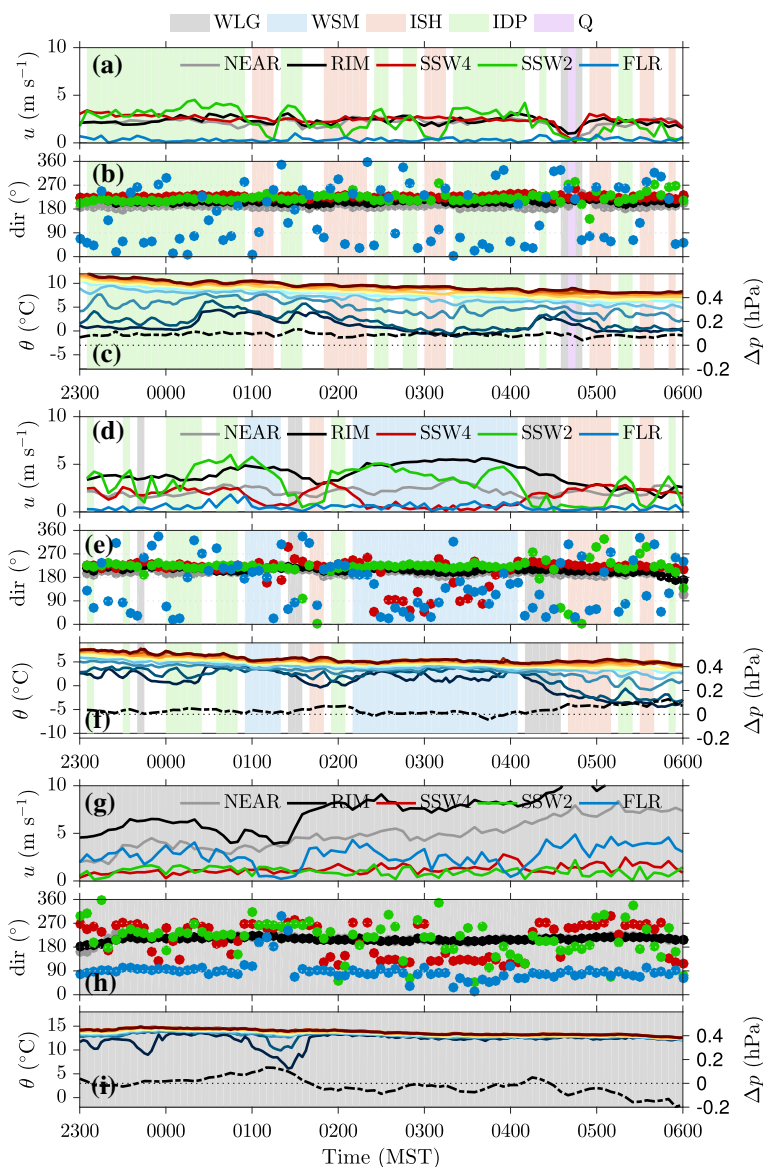 WLG WSM ISH IDP Q
(a) NEAR RIM SSW4 SSW2 FLR
u (m s⁻¹)
10
5
0
(b)
dir (°)
360
270
180
90
0
(c)
θ (°C)
10
5
0
-5
0.4
0.2
0
-0.2
Δp (hPa)
2300 0000 0100 0200 0300 0400 0500 0600
(d) NEAR RIM SSW4 SSW2 FLR
u (m s⁻¹)
10
5
0
(e)
dir (°)
360
270
180
90
0
(f)
θ (°C)
5
0
-5
-10
0.4
0.2
0
-0.2
Δp (hPa)
2300 0000 0100 0200 0300 0400 0500 0600
(g) NEAR RIM SSW4 SSW2 FLR
u (m s⁻¹)
10
5
0
(h)
dir (°)
360
270
180
90
0
(i)
θ (°C)
15
10
5
0
0.4
0.2
0
-0.2
Δp (hPa)
2300 0000 0100 0200 0300 0400 0500 0600
Time (MST)